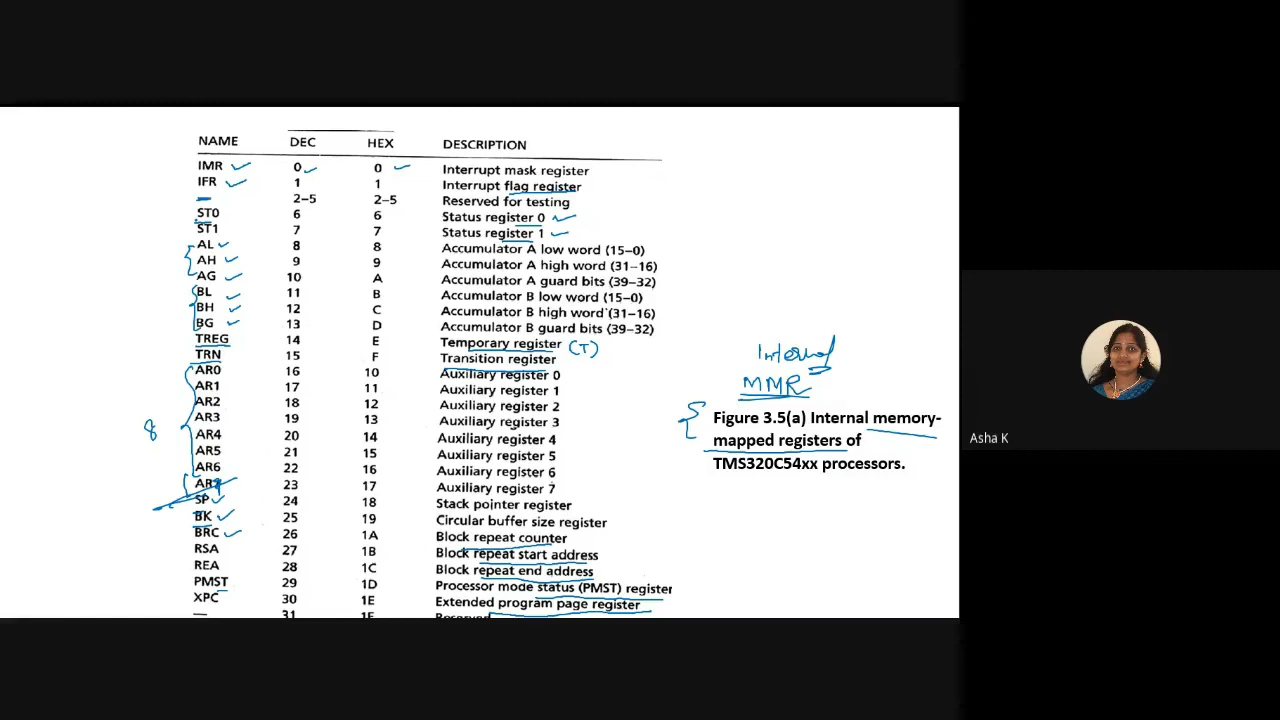 NAME DEC HEX DESCRIPTION
IMR 0 0 Interrupt mask register
IFR 1 1 Interrupt flag register
— 2–5 2–5 Reserved for testing
ST0 6 6 Status register 0
ST1 7 7 Status register 1
AL 8 8 Accumulator A low word (15–0)
AH 9 9 Accumulator A high word (31–16)
AG 10 A Accumulator A guard bits (39–32)
BL 11 B Accumulator B low word (15–0)
BH 12 C Accumulator B high word (31–16)
BG 13 D Accumulator B guard bits (39–32)
TREG 14 E Temporary register (T)
TRN 15 F Transition register
AR0 16 10 Auxiliary register 0
AR1 17 11 Auxiliary register 1
AR2 18 12 Auxiliary register 2
AR3 19 13 Auxiliary register 3
8
AR4 20 14 Auxiliary register 4
AR5 21 15 Auxiliary register 5
AR6 22 16 Auxiliary register 6
AR7 23 17 Auxiliary register 7
SP 24 18 Stack pointer register
BK 25 19 Circular buffer size register
BRC 26 1A Block repeat counter
RSA 27 1B Block repeat start address
REA 28 1C Block repeat end address
PMST 29 1D Processor mode status (PMST) register
XPC 30 1E Extended program page register
— 31 1F Reserved
Internal
MMR
Figure 3.5(a) Internal memory-
mapped registers of
TMS320C54xx processors.
Asha K